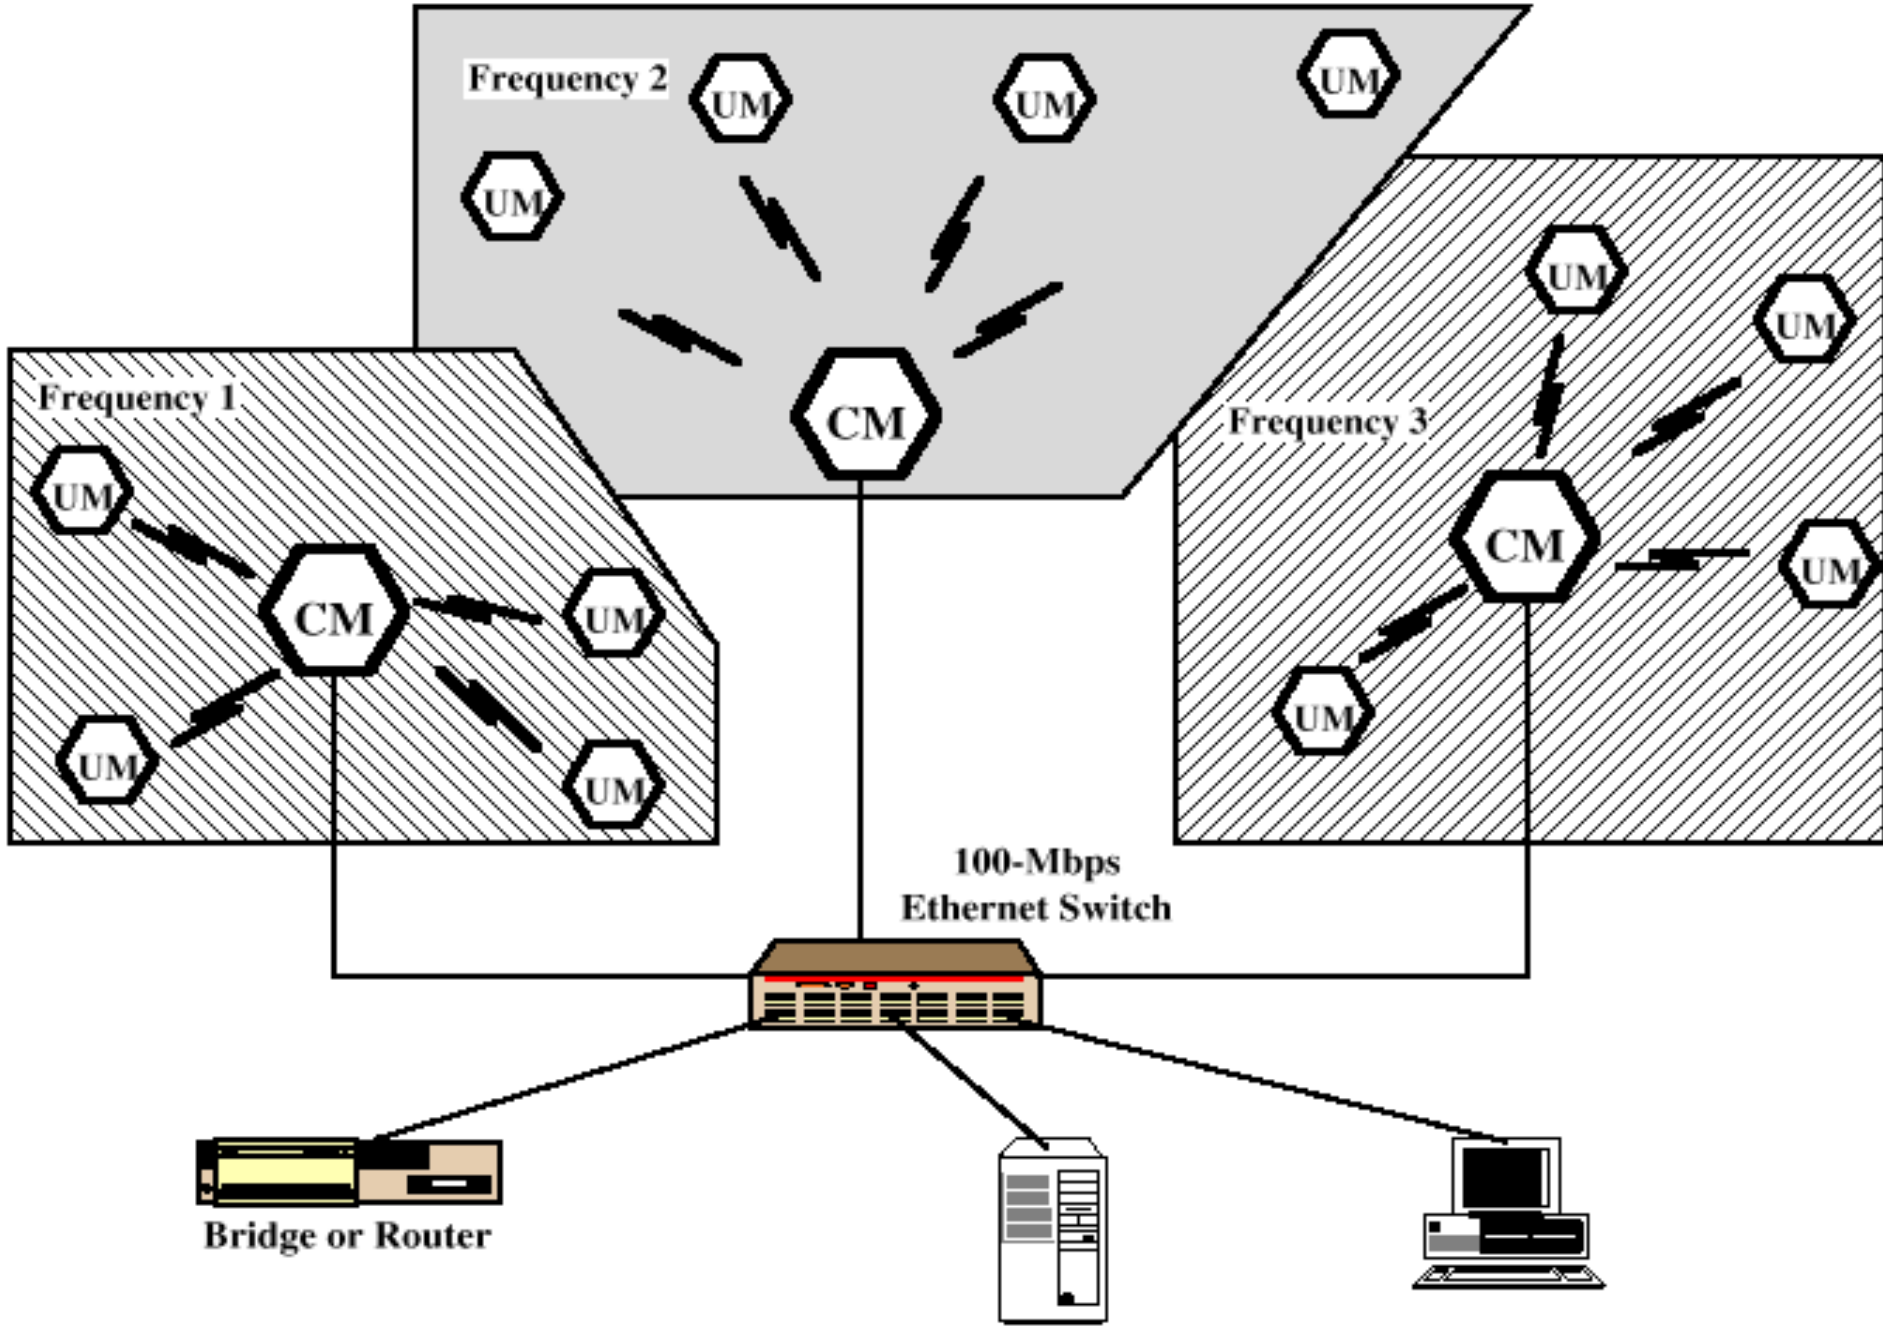 Frequency 2
UM
UM
UM
UM
CM
Frequency 1
UM
CM
UM
UM
UM
Frequency 3
UM
UM
CM
UM
UM
100-Mbps
Ethernet Switch
Bridge or Router